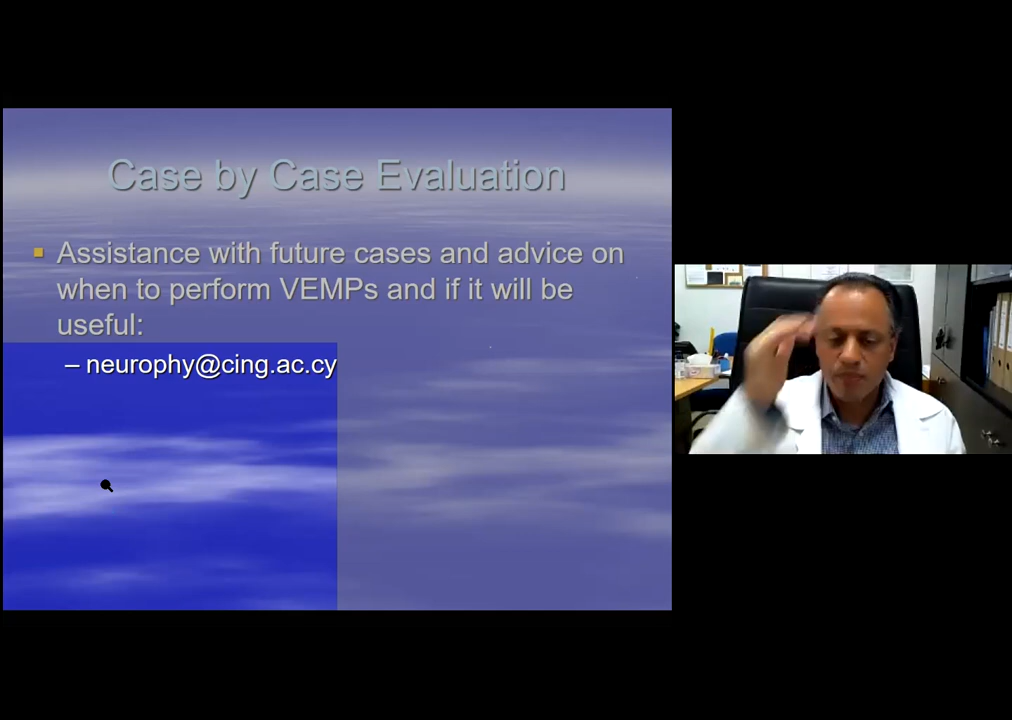 Case by Case Evaluation
▪ Assistance with future cases and advice on
when to perform VEMPs and if it will be
useful:
– neurophy@cing.ac.cy